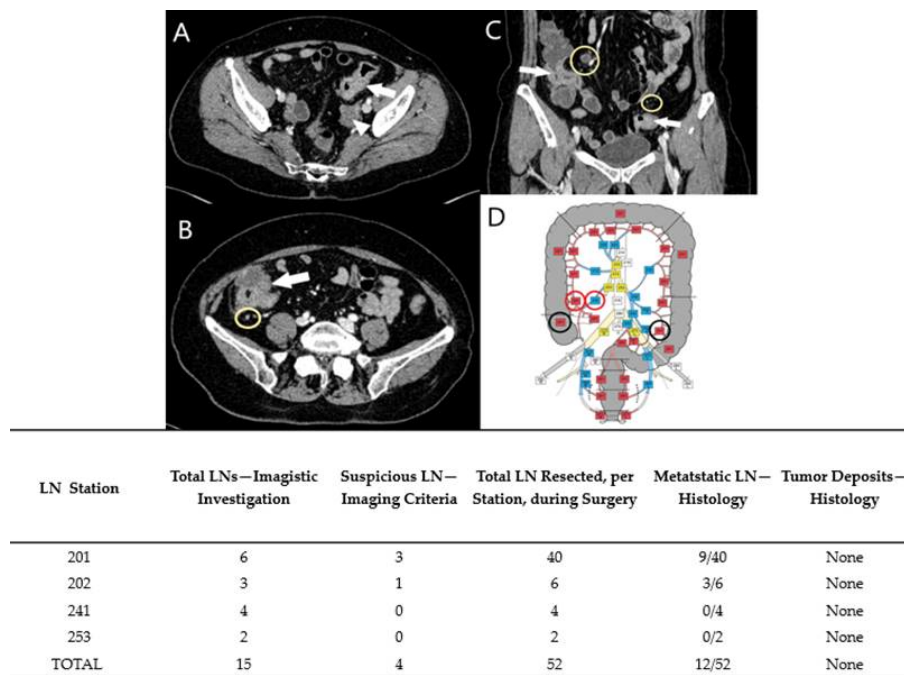 A
C
B
D
LN Station
Total LNs—Imagistic
Investigation
Suspicious LN—
Imaging Criteria
Total LN Resected, per
Station, during Surgery
Metatstatic LN—
Histology
Tumor Deposits—
Histology
201 6 3 40 9/40 None
202 3 1 6 3/6 None
241 4 0 4 0/4 None
253 2 0 2 0/2 None
TOTAL 15 4 52 12/52 None